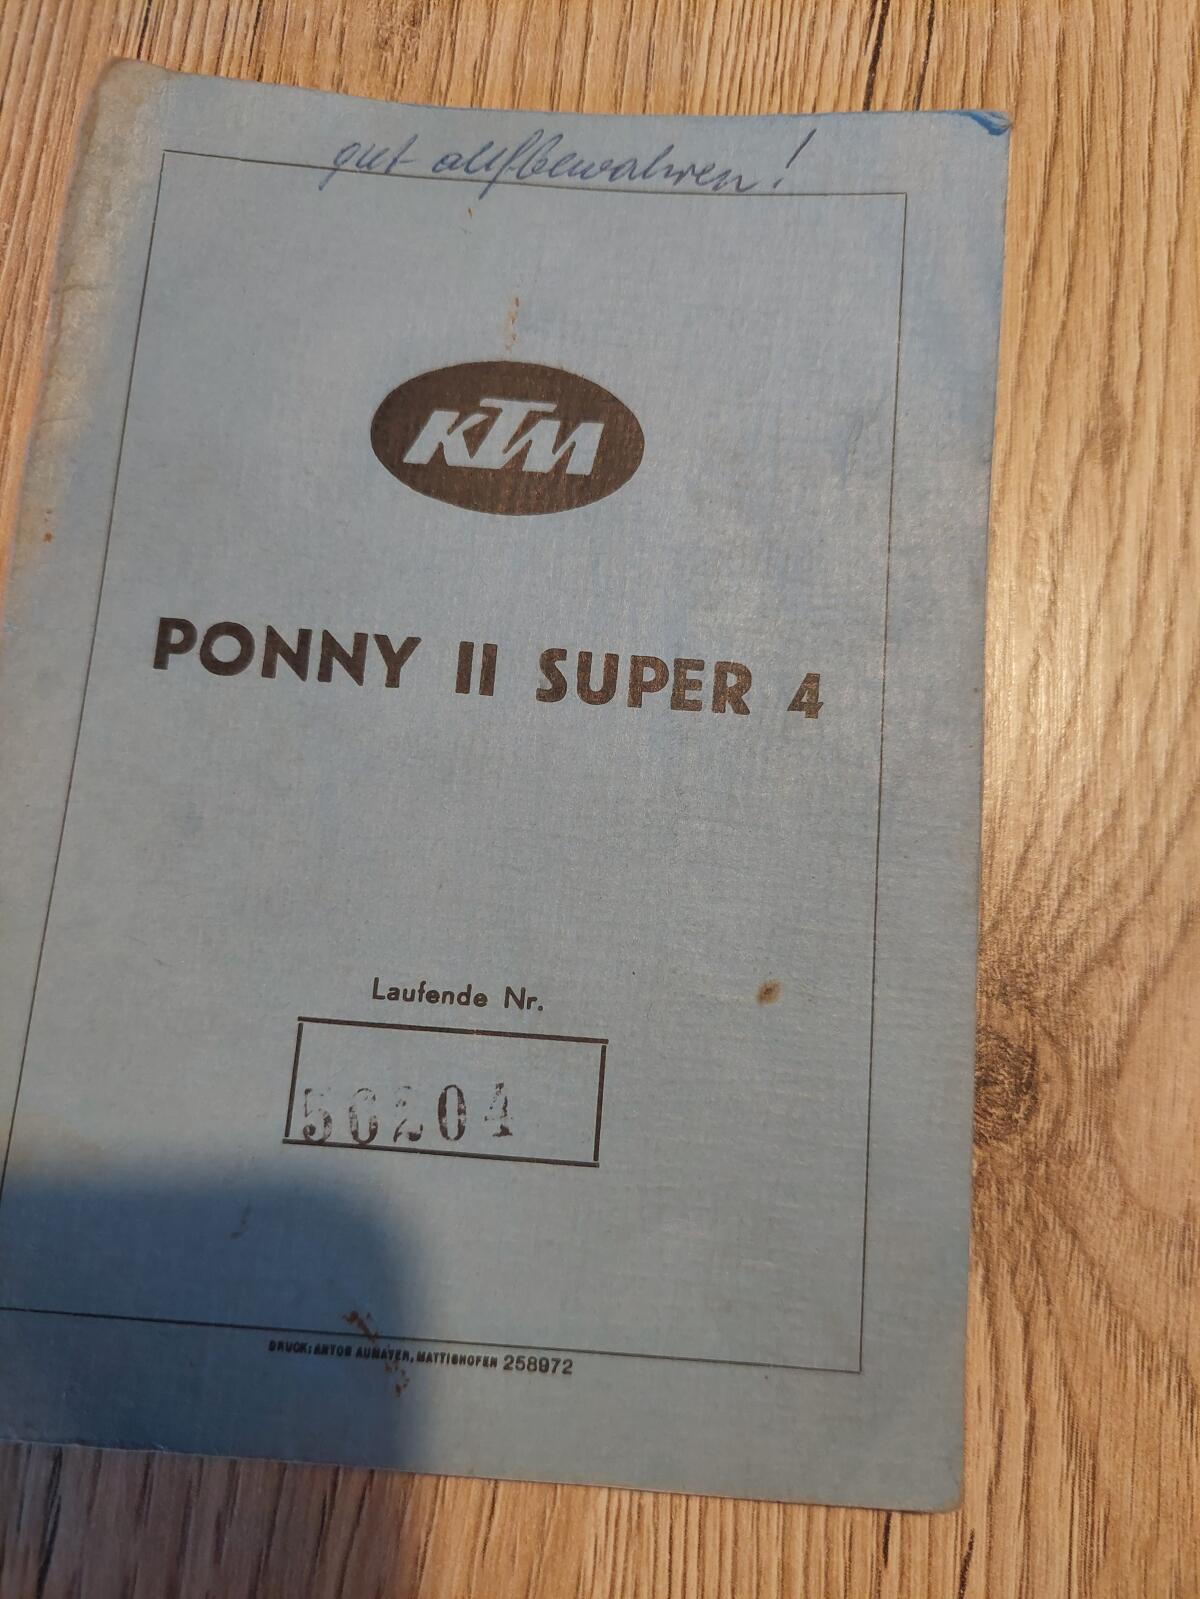 gut aufbewahren!
KTM
PONNY II SUPER 4
Laufende Nr.
56204
DRUCK: ANTON AUMAYER, MATTIGHOFEN 258972